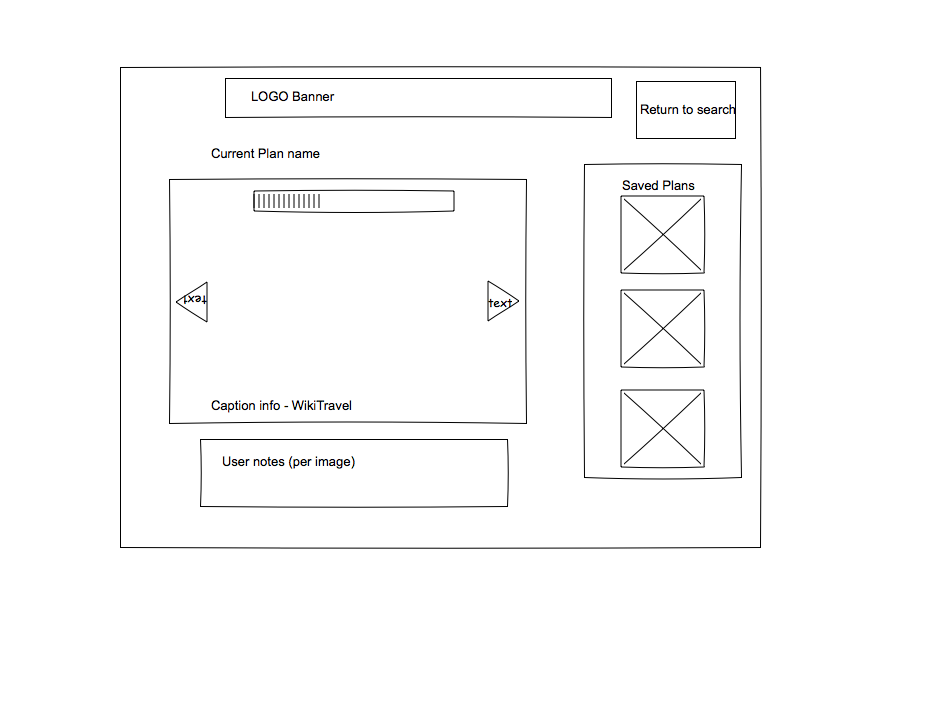 LOGO Banner
Return to search
Current Plan name
Saved Plans
text
text
Caption info - WikiTravel
User notes (per image)